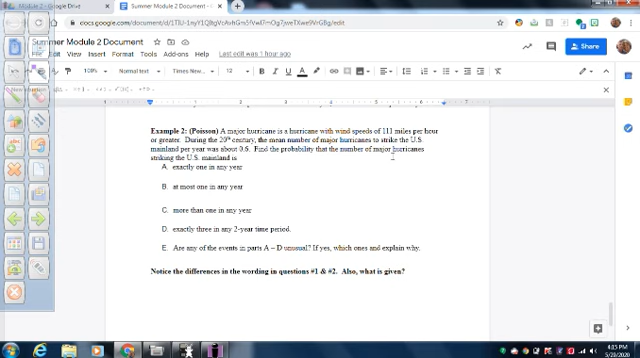 Summer Module 2 Document
docs.google.com/document/d/
Summer Module 2 Document
File Edit View Insert Format Tools Add-ons Help Last edit was 1 hour ago
Share
100% Normal text Times New... 12
Example 2: (Poisson) A major hurricane is a hurricane with wind speeds of 111 miles per hour
or greater. During the 20th century, the mean number of major hurricanes to strike the U.S
mainland per year was about 0.6. Find the probability that the number of major hurricanes
striking the U.S. mainland is
A. exactly one in any year
B. at most one in any year
C. more than one in any year
D. exactly three in any 2-year time period.
E. Are any of the events in parts A – D unusual? If yes, which ones and explain why.
Notice the differences in the wording in questions #1 & #2. Also, what is given?
4:05 PM
5/23/2020